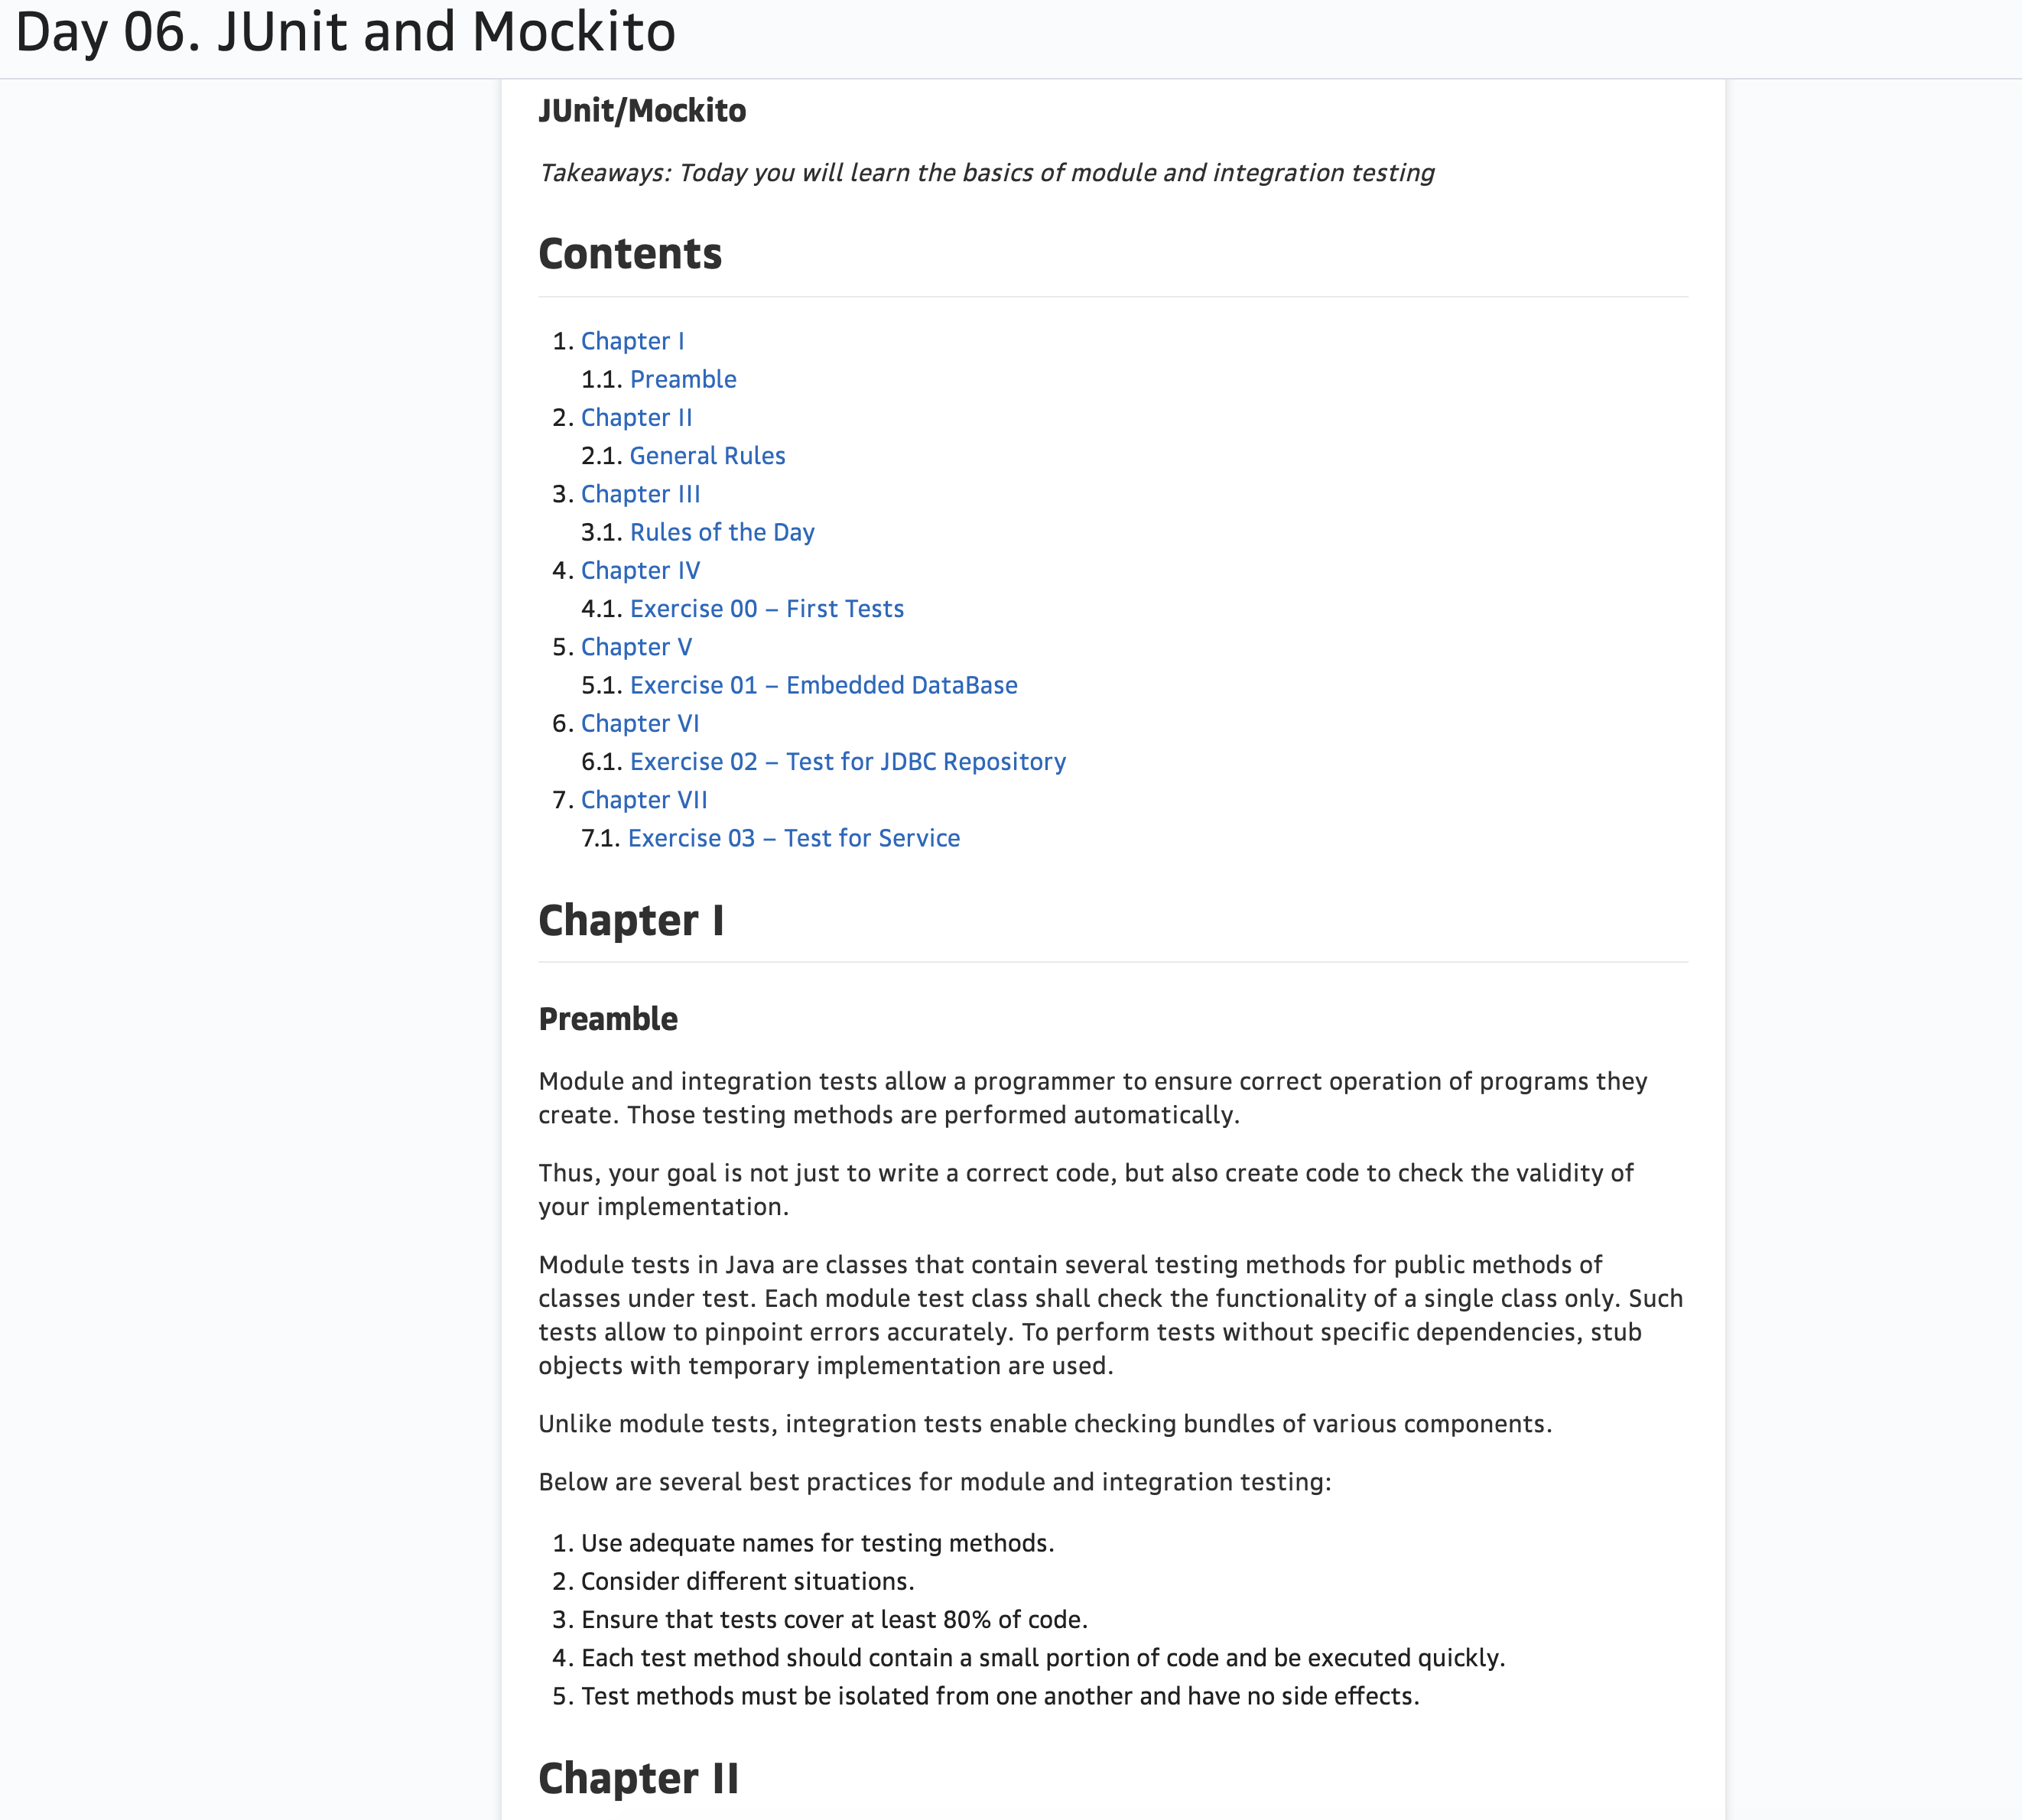 Day 06. JUnit and Mockito
JUnit/Mockito
Takeaways: Today you will learn the basics of module and integration testing
Contents
1. Chapter I
1.1. Preamble
2. Chapter II
2.1. General Rules
3. Chapter III
3.1. Rules of the Day
4. Chapter IV
4.1. Exercise 00 – First Tests
5. Chapter V
5.1. Exercise 01 – Embedded DataBase
6. Chapter VI
6.1. Exercise 02 – Test for JDBC Repository
7. Chapter VII
7.1. Exercise 03 – Test for Service
Chapter I
Preamble
Module and integration tests allow a programmer to ensure correct operation of programs they
create. Those testing methods are performed automatically.
Thus, your goal is not just to write a correct code, but also create code to check the validity of
your implementation.
Module tests in Java are classes that contain several testing methods for public methods of
classes under test. Each module test class shall check the functionality of a single class only. Such
tests allow to pinpoint errors accurately. To perform tests without specific dependencies, stub
objects with temporary implementation are used.
Unlike module tests, integration tests enable checking bundles of various components.
Below are several best practices for module and integration testing:
1. Use adequate names for testing methods.
2. Consider different situations.
3. Ensure that tests cover at least 80% of code.
4. Each test method should contain a small portion of code and be executed quickly.
5. Test methods must be isolated from one another and have no side effects.
Chapter II